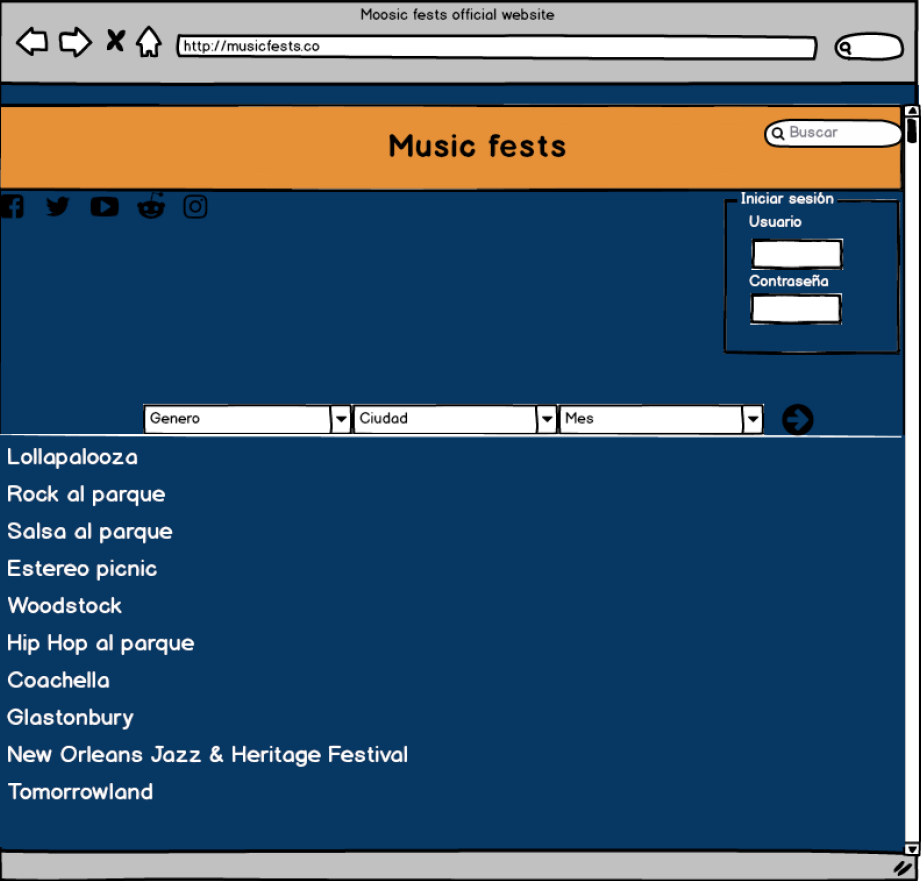 Moosic fests official website
http://musicfests.co
Music fests
Buscar
Iniciar sesión
Usuario
Contraseña
Genero
Ciudad
Mes
Lollapalooza
Rock al parque
Salsa al parque
Estereo picnic
Woodstock
Hip Hop al parque
Coachella
Glastonbury
New Orleans Jazz & Heritage Festival
Tomorrowland